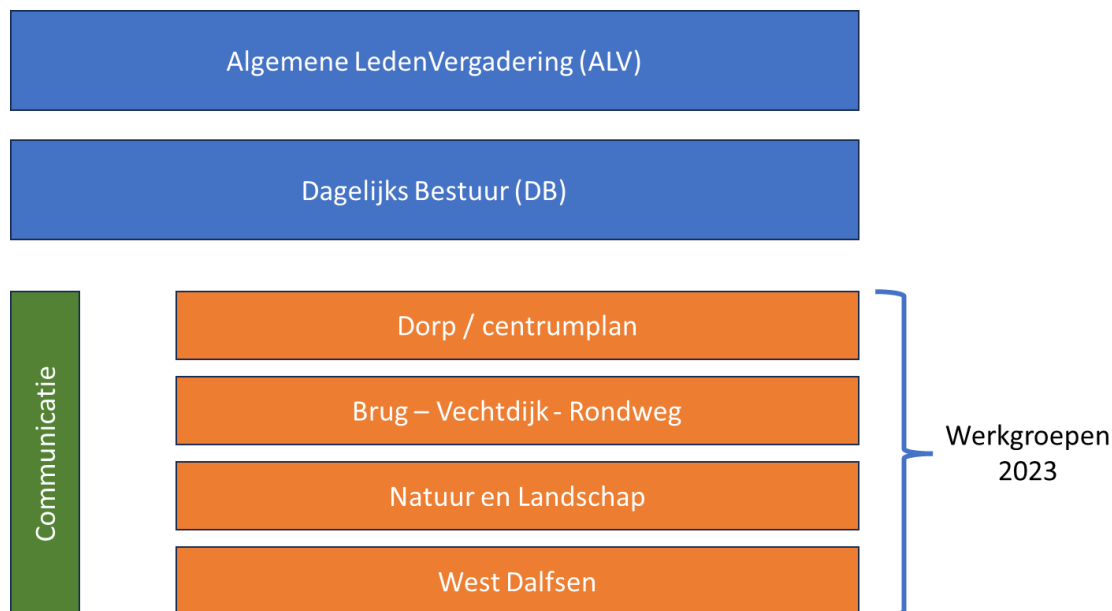 Algemene LedenVergadering (ALV)
Dagelijks Bestuur (DB)
Communicatie
Dorp / centrumplan
Brug – Vechtdijk - Rondweg
Natuur en Landschap
West Dalfsen
Werkgroepen
2023